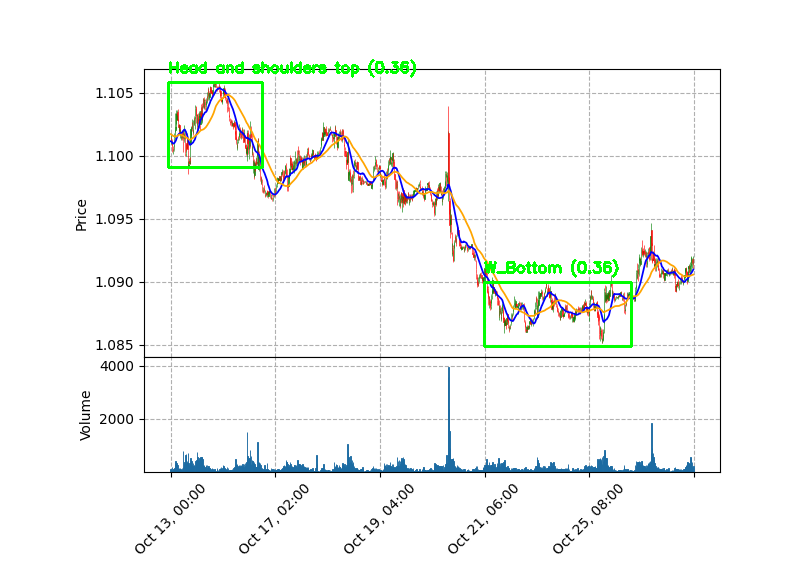 Head and shoulders top (0.36)
1.105
1.100
1.095
1.090
1.085
Price
W_Bottom (0.36)
4000
2000
Volume
Oct 13, 00:00
Oct 17, 02:00
Oct 19, 04:00
Oct 21, 06:00
Oct 25, 08:00